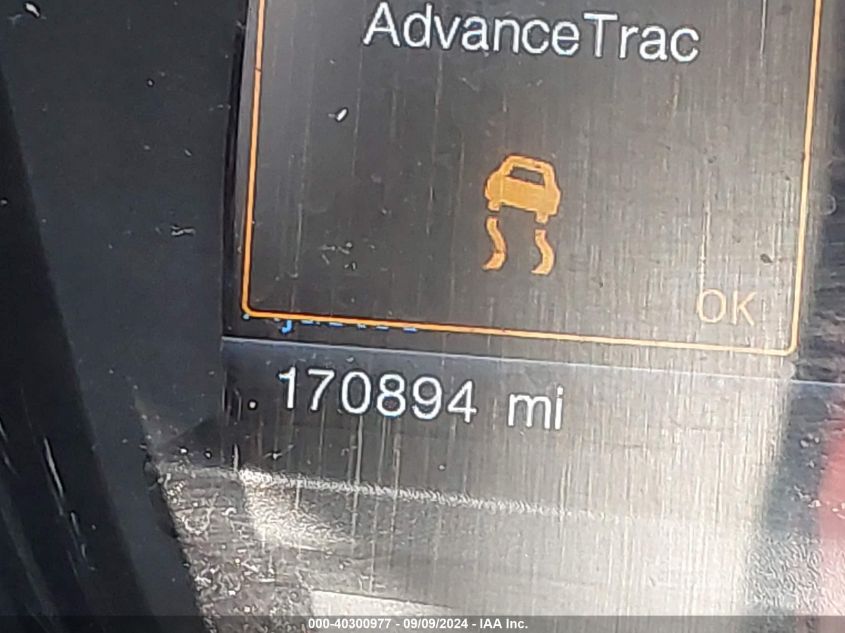 AdvanceTrac
OK
170894 mi
000-40300977 - 09/09/2024 - IAA Inc.